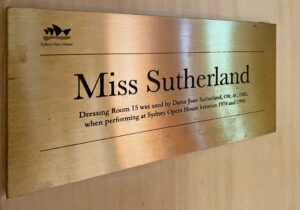 Sydney Opera House
Miss Sutherland
Dressing Room 15 was used by Dame Joan Sutherland, OM, AC, DBE,
when performing at Sydney Opera House between 1974 and 1990